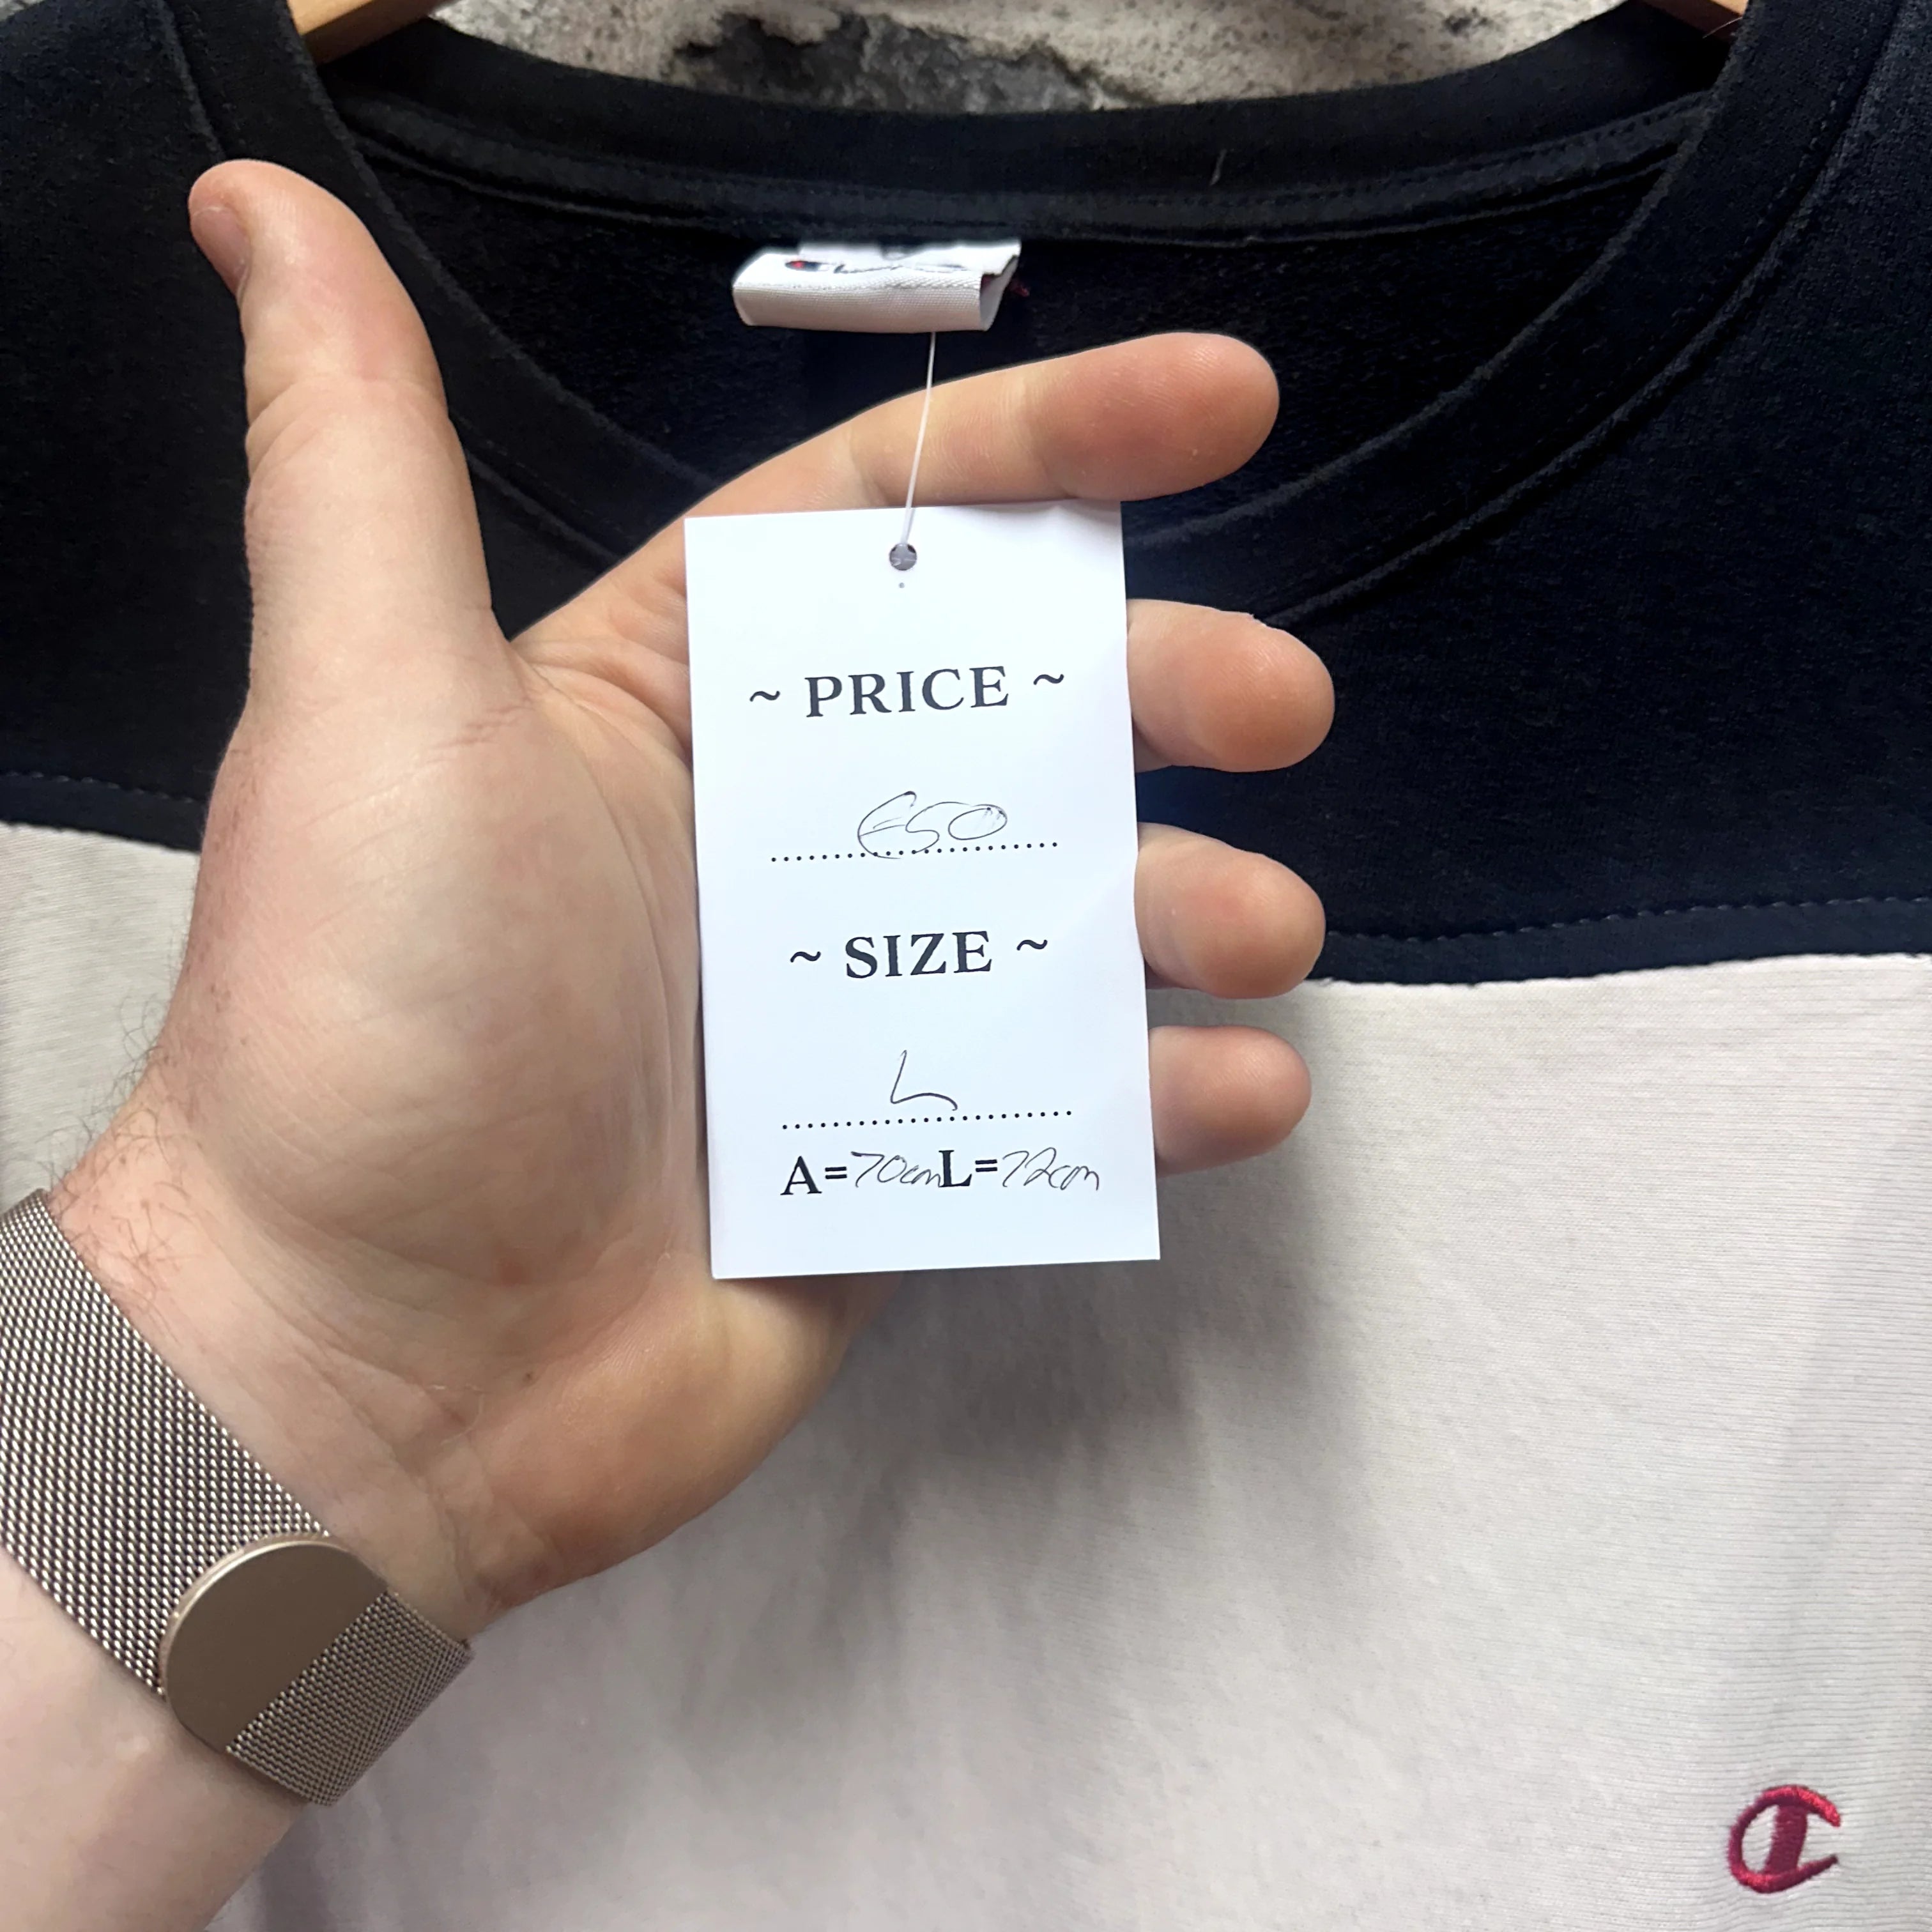 ~ PRICE ~
€50
~ SIZE ~
L
A=70cm L=72cm